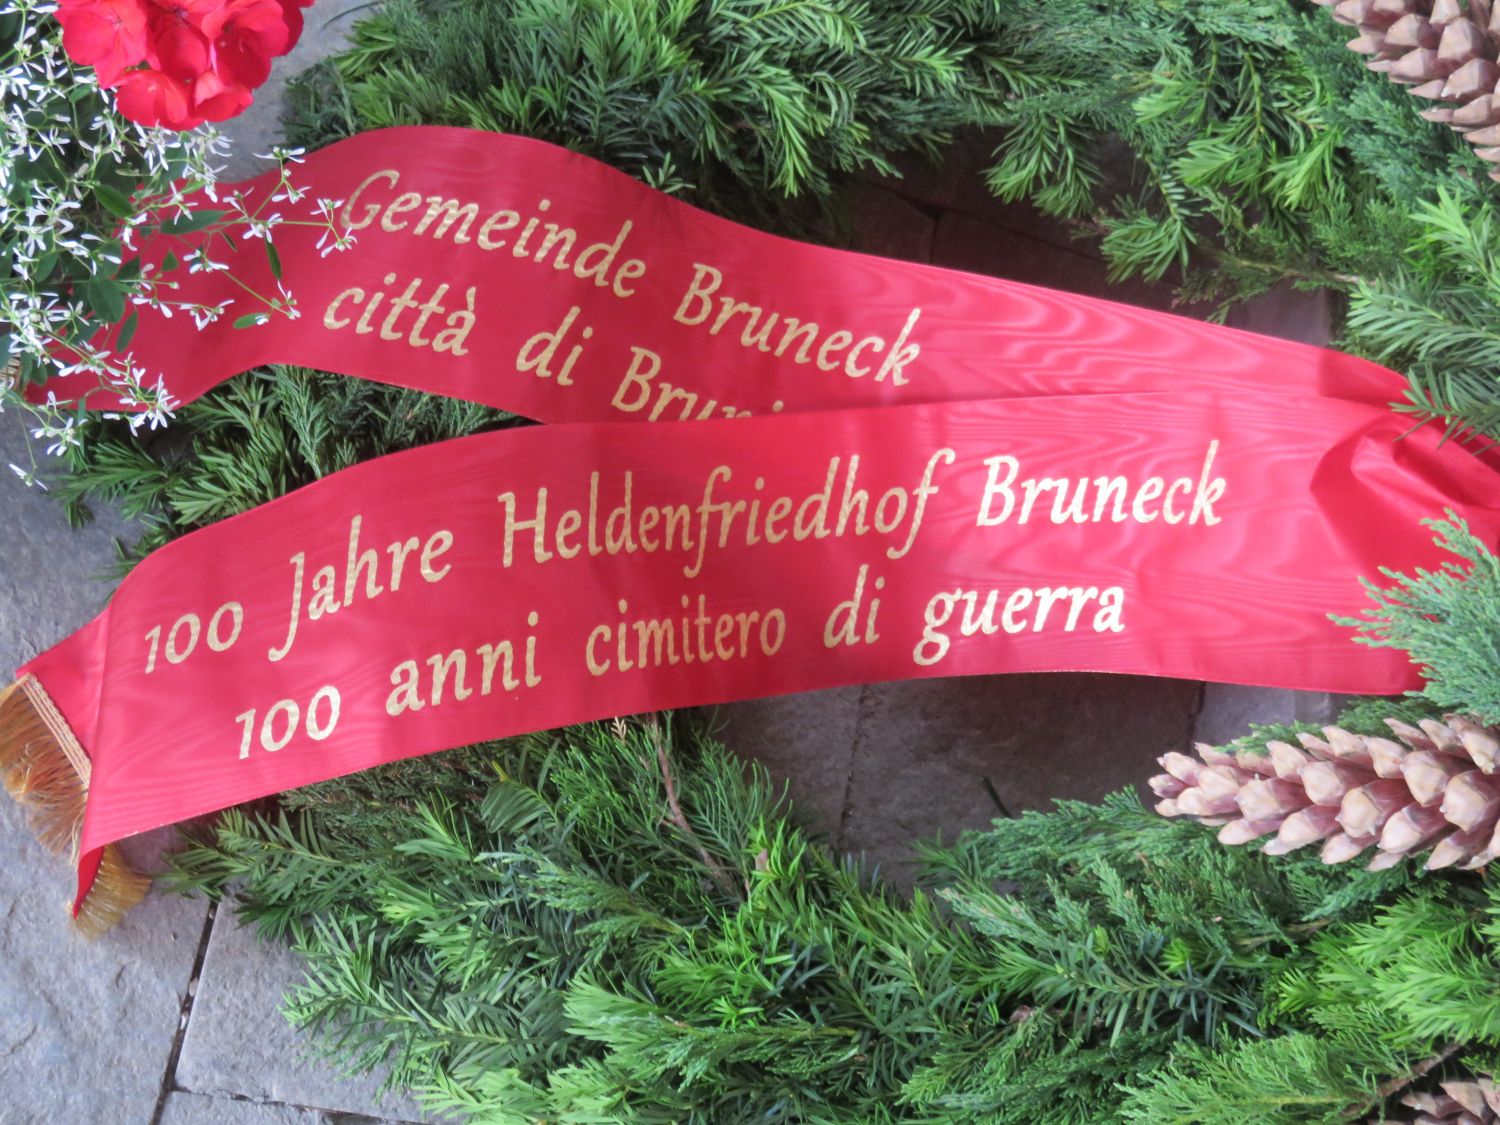 Gemeinde Bruneck
città di
100 Jahre Heldenfriedhof Bruneck
100 anni cimitero di guerra